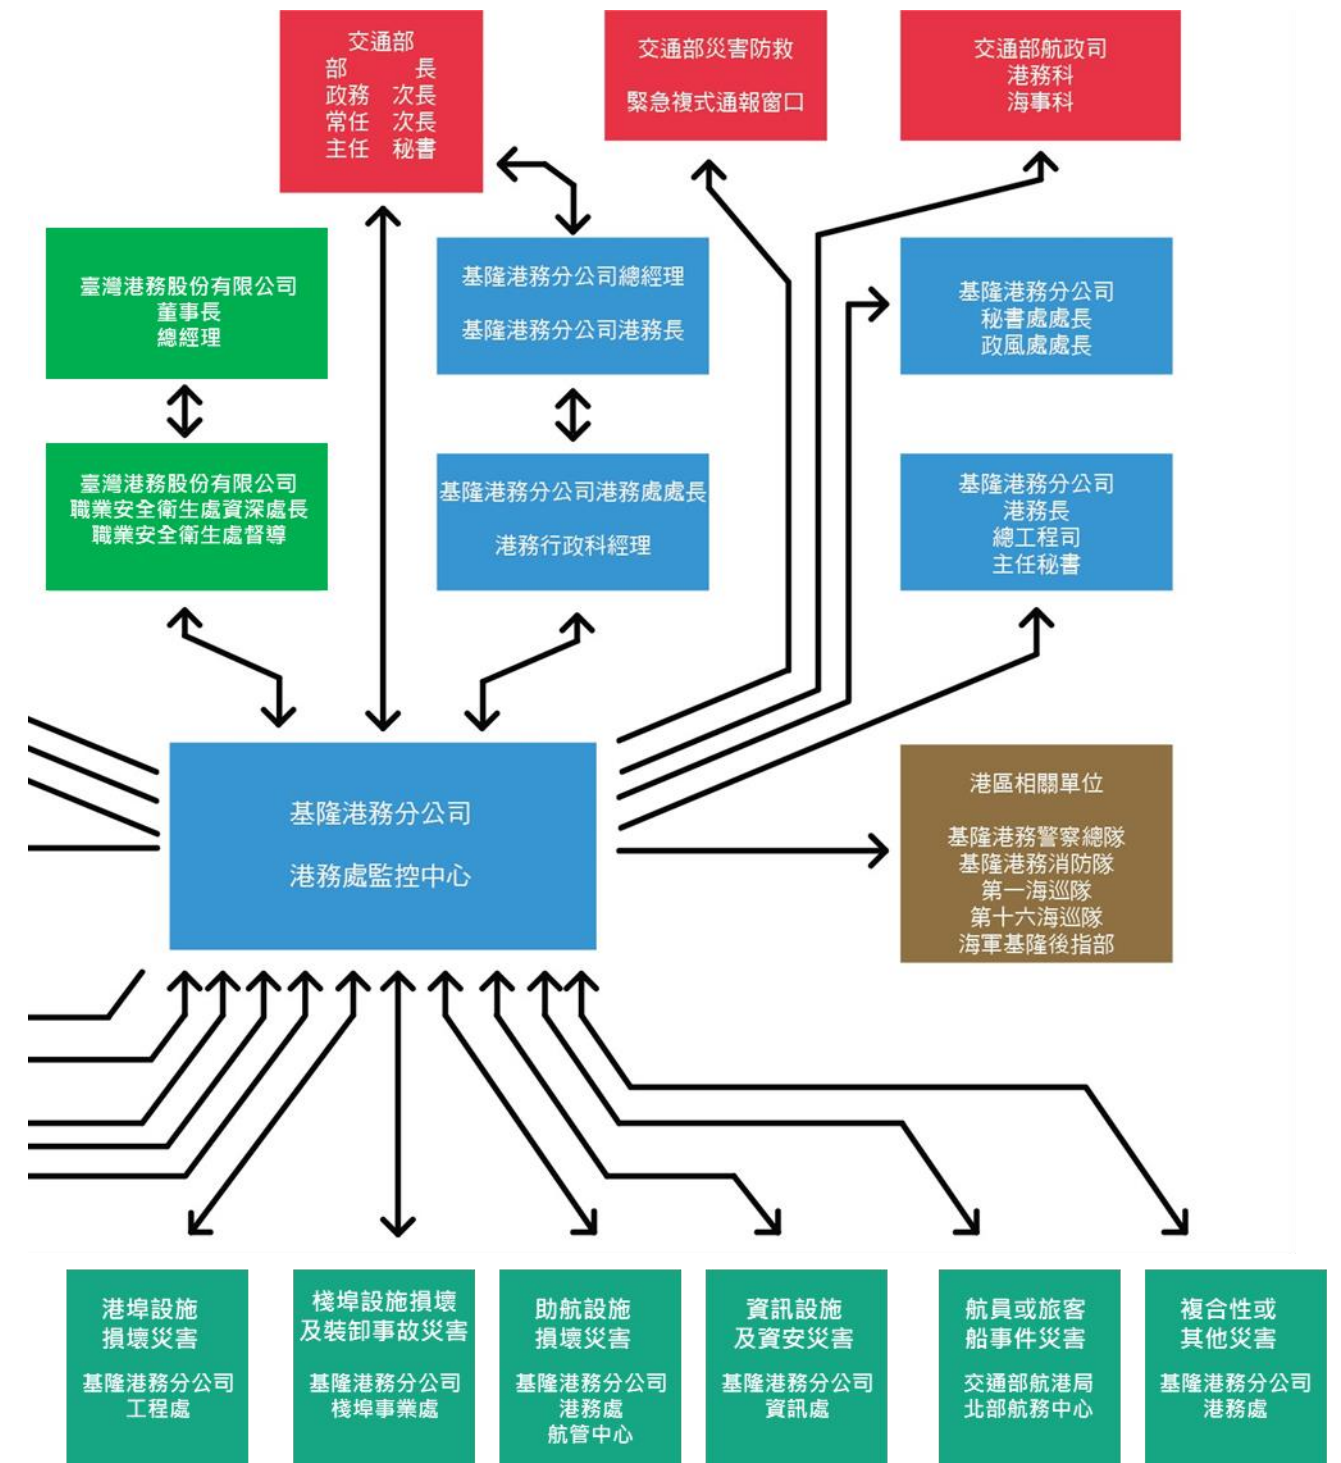 交通部
部 長
政務 次長
常任 次長
主任 秘書
交通部災害防救
緊急複式通報窗口
交通部航政司
港務科
海事科
臺灣港務股份有限公司
董事長
總經理
基隆港務分公司總經理
基隆港務分公司港務長
基隆港務分公司
秘書處處長
政風處處長
臺灣港務股份有限公司
職業安全衛生處資深處長
職業安全衛生處督導
基隆港務分公司港務處處長
港務行政科經理
基隆港務分公司
港務長
總工程司
主任秘書
基隆港務分公司
港務處監控中心
港區相關單位
基隆港務警察總隊
基隆港務消防隊
第一海巡隊
第十六海巡隊
海軍基隆後指部
港埠設施
損壞災害
基隆港務分公司
工程處
棧埠設施損壞
及裝卸事故災害
基隆港務分公司
棧埠事業處
助航設施
損壞災害
基隆港務分公司
港務處
航管中心
資訊設施
及資安災害
基隆港務分公司
資訊處
航員或旅客
船事件災害
交通部航港局
北部航務中心
複合性或
其他災害
基隆港務分公司
港務處